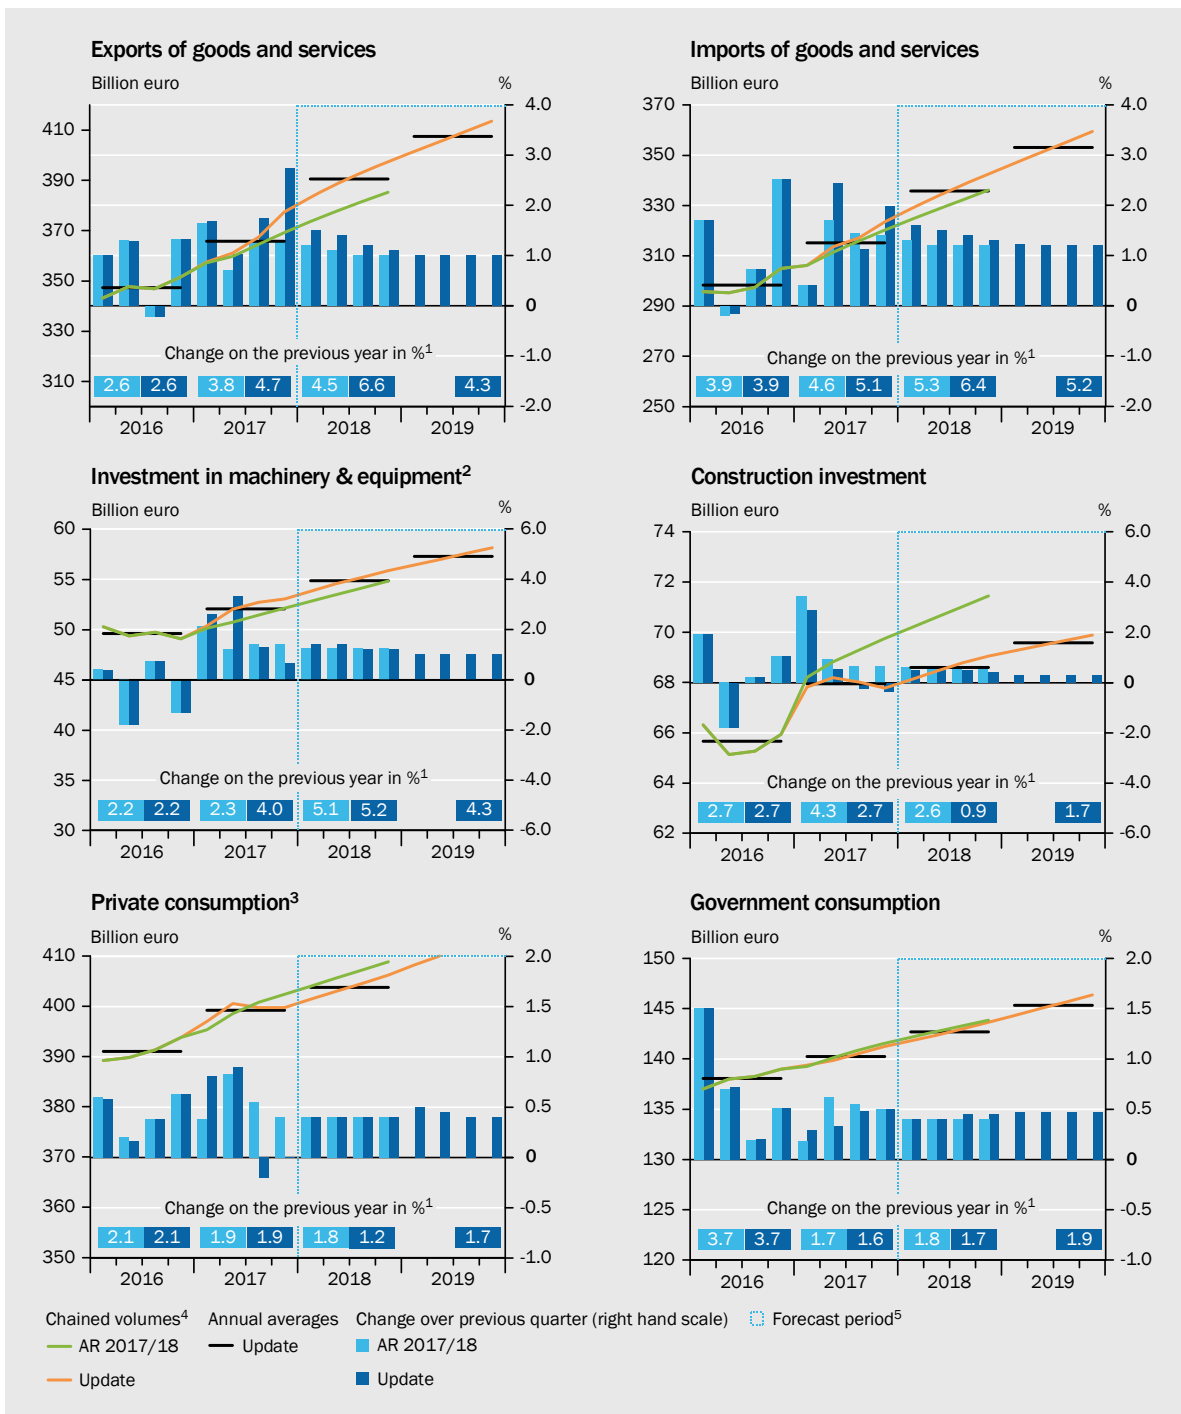 Exports of goods and services
Billion euro %
410
390
370
350
330
310
4.0
3.0
2.0
1.0
0
-1.0
-2.0
Change on the previous year in %1
2.6 2.6 3.8 4.7 4.5 6.6 4.3
2016 2017 2018 2019
Imports of goods and services
Billion euro %
370
350
330
310
290
270
250
4.0
3.0
2.0
1.0
0
-1.0
-2.0
Change on the previous year in %1
3.9 3.9 4.6 5.1 5.3 6.4 5.2
2016 2017 2018 2019
Investment in machinery & equipment2
Billion euro %
60
55
50
45
40
35
30
6.0
4.0
2.0
0
-2.0
-4.0
-6.0
Change on the previous year in %1
2.2 2.2 2.3 4.0 5.1 5.2 4.3
2016 2017 2018 2019
Construction investment
Billion euro %
74
72
70
68
66
64
62
6.0
4.0
2.0
0
-2.0
-4.0
-6.0
Change on the previous year in %1
2.7 2.7 4.3 2.7 2.6 0.9 1.7
2016 2017 2018 2019
Private consumption3
Billion euro %
410
400
390
380
370
360
350
2.0
1.5
1.0
0.5
0
-0.5
-1.0
Change on the previous year in %1
2.1 2.1 1.9 1.9 1.8 1.2 1.7
2016 2017 2018 2019
Government consumption
Billion euro %
150
145
140
135
130
125
120
2.0
1.5
1.0
0.5
0
-0.5
-1.0
Change on the previous year in %1
3.7 3.7 1.7 1.6 1.8 1.7 1.9
2016 2017 2018 2019
Chained volumes4 Annual averages Change over previous quarter (right hand scale) Forecast period5
AR 2017/18 Update AR 2017/18
Update Update